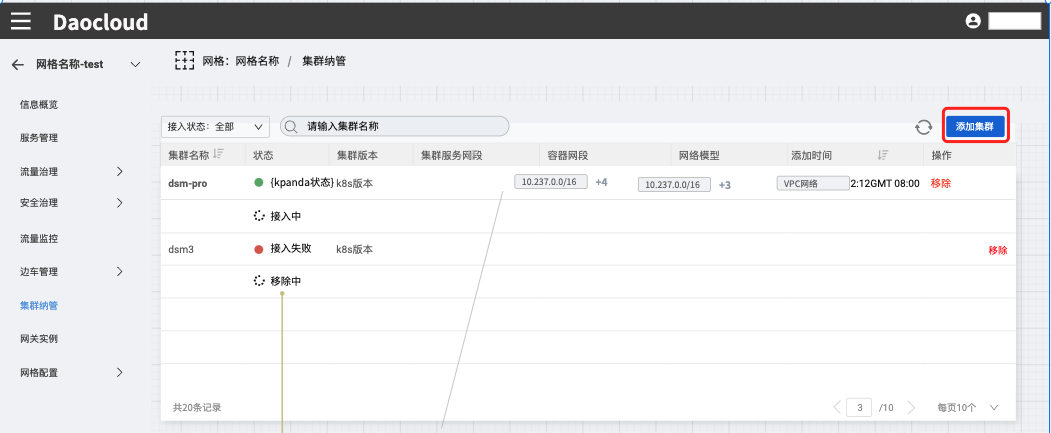 Daocloud
网格名称-test
网格：网格名称 / 集群纳管
信息概览
服务管理
流量治理
安全治理
流量监控
边车管理
集群纳管
网关实例
网格配置
接入状态：全部
请输入集群名称
添加集群
集群名称 状态 集群版本 集群服务网段 容器网段 网络模型 添加时间 操作
dsm-pro {kpanda状态} k8s版本 10.237.0.0/16 +4 10.237.0.0/16 +3 VPC网络 2:12GMT 08:00 移除
接入中
dsm3 接入失败 k8s版本 移除
移除中
共20条记录 3 /10 每页10个